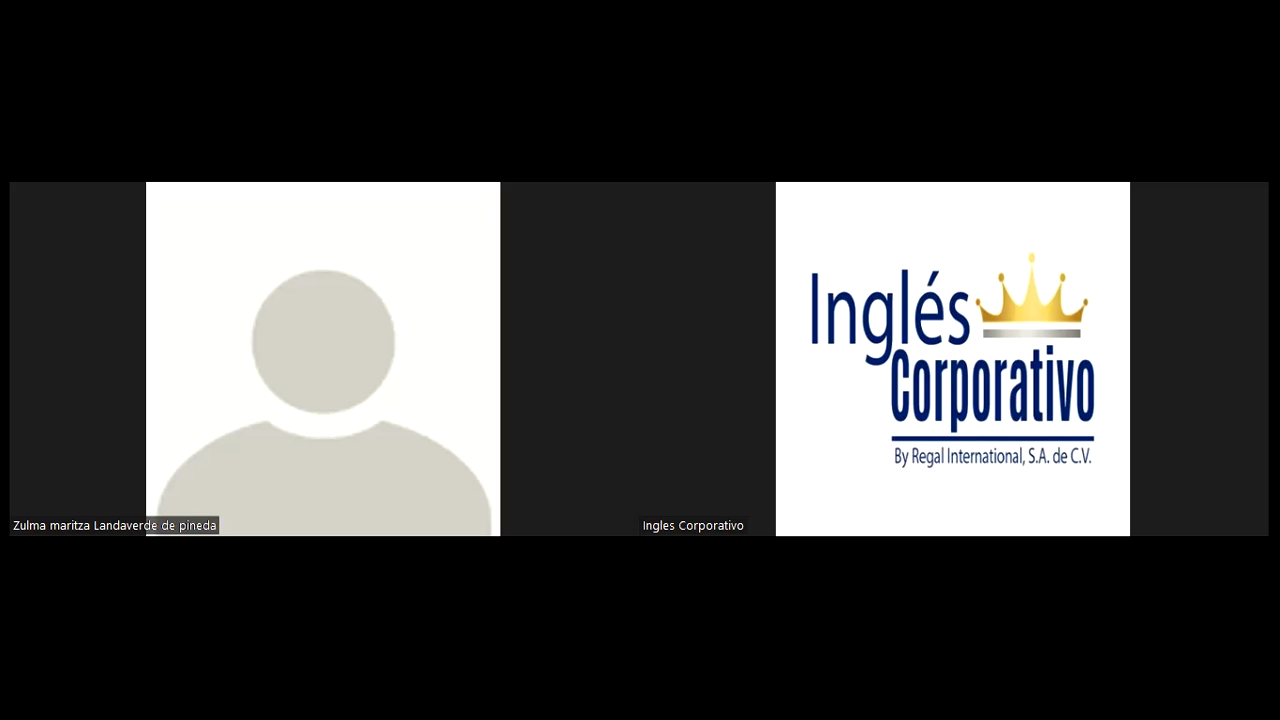 Inglés
Corporativo
By Regal International, S.A. de C.V.
Zulma maritza Landaverde de pineda
Ingles Corporativo